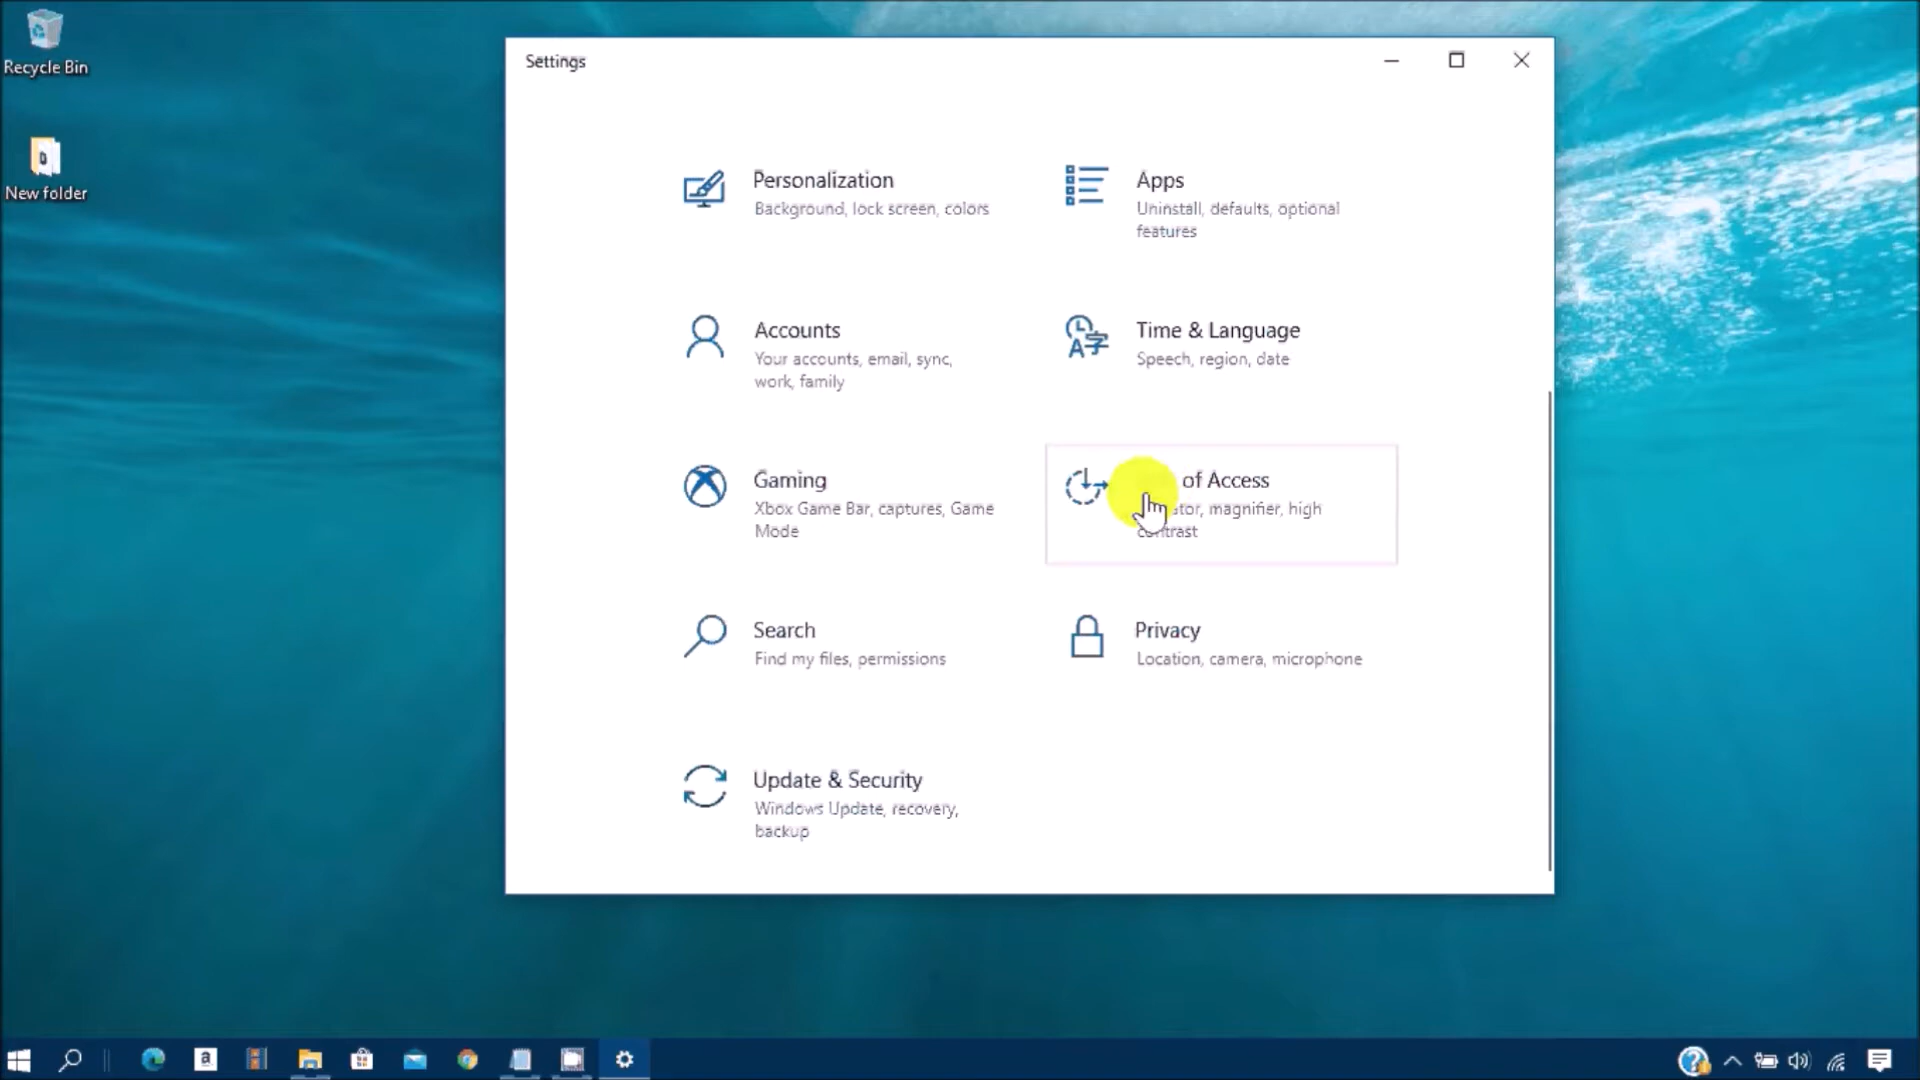 Recycle Bin
New folder
Settings
Personalization
Background, lock screen, colors
Apps
Uninstall, defaults, optional
features
Accounts
Your accounts, email, sync,
work, family
Time & Language
Speech, region, date
Gaming
Xbox Game Bar, captures, Game
Mode
of Access
magnifier, high
Search
Find my files, permissions
Privacy
Location, camera, microphone
Update & Security
Windows Update, recovery,
backup